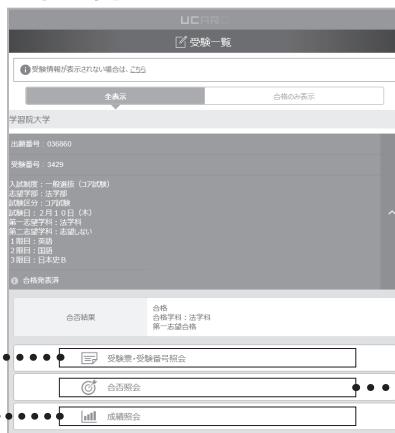 UCARO
受験一覧
受験情報が表示されない場合は、こちら
全表示 合格のみ表示
学習院大学
出願番号：036860
受験番号：3429
入試制度：一般選抜（コア試験）
志望学部：法学部
試験区分：コア試験
試験日：2月10日（木）
第一志望学科：法学科
第二志望学科：志望しない
1限目：英語
2限目：国語
3限目：日本史B
合格発表済
合否結果
合格
合格学科：法学科
第一志望合格
受験票・受験番号照会
合否照会
成績照会